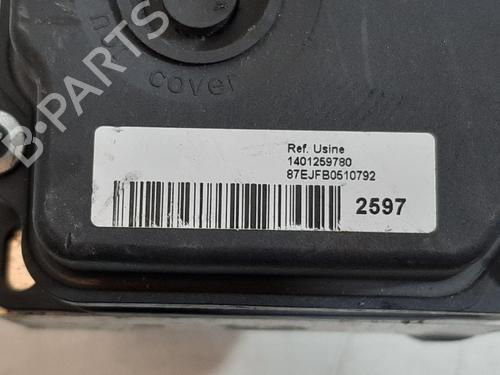 cover
Ref. Usine
1401259780
87EJFB0510792
2597
B-PARTS